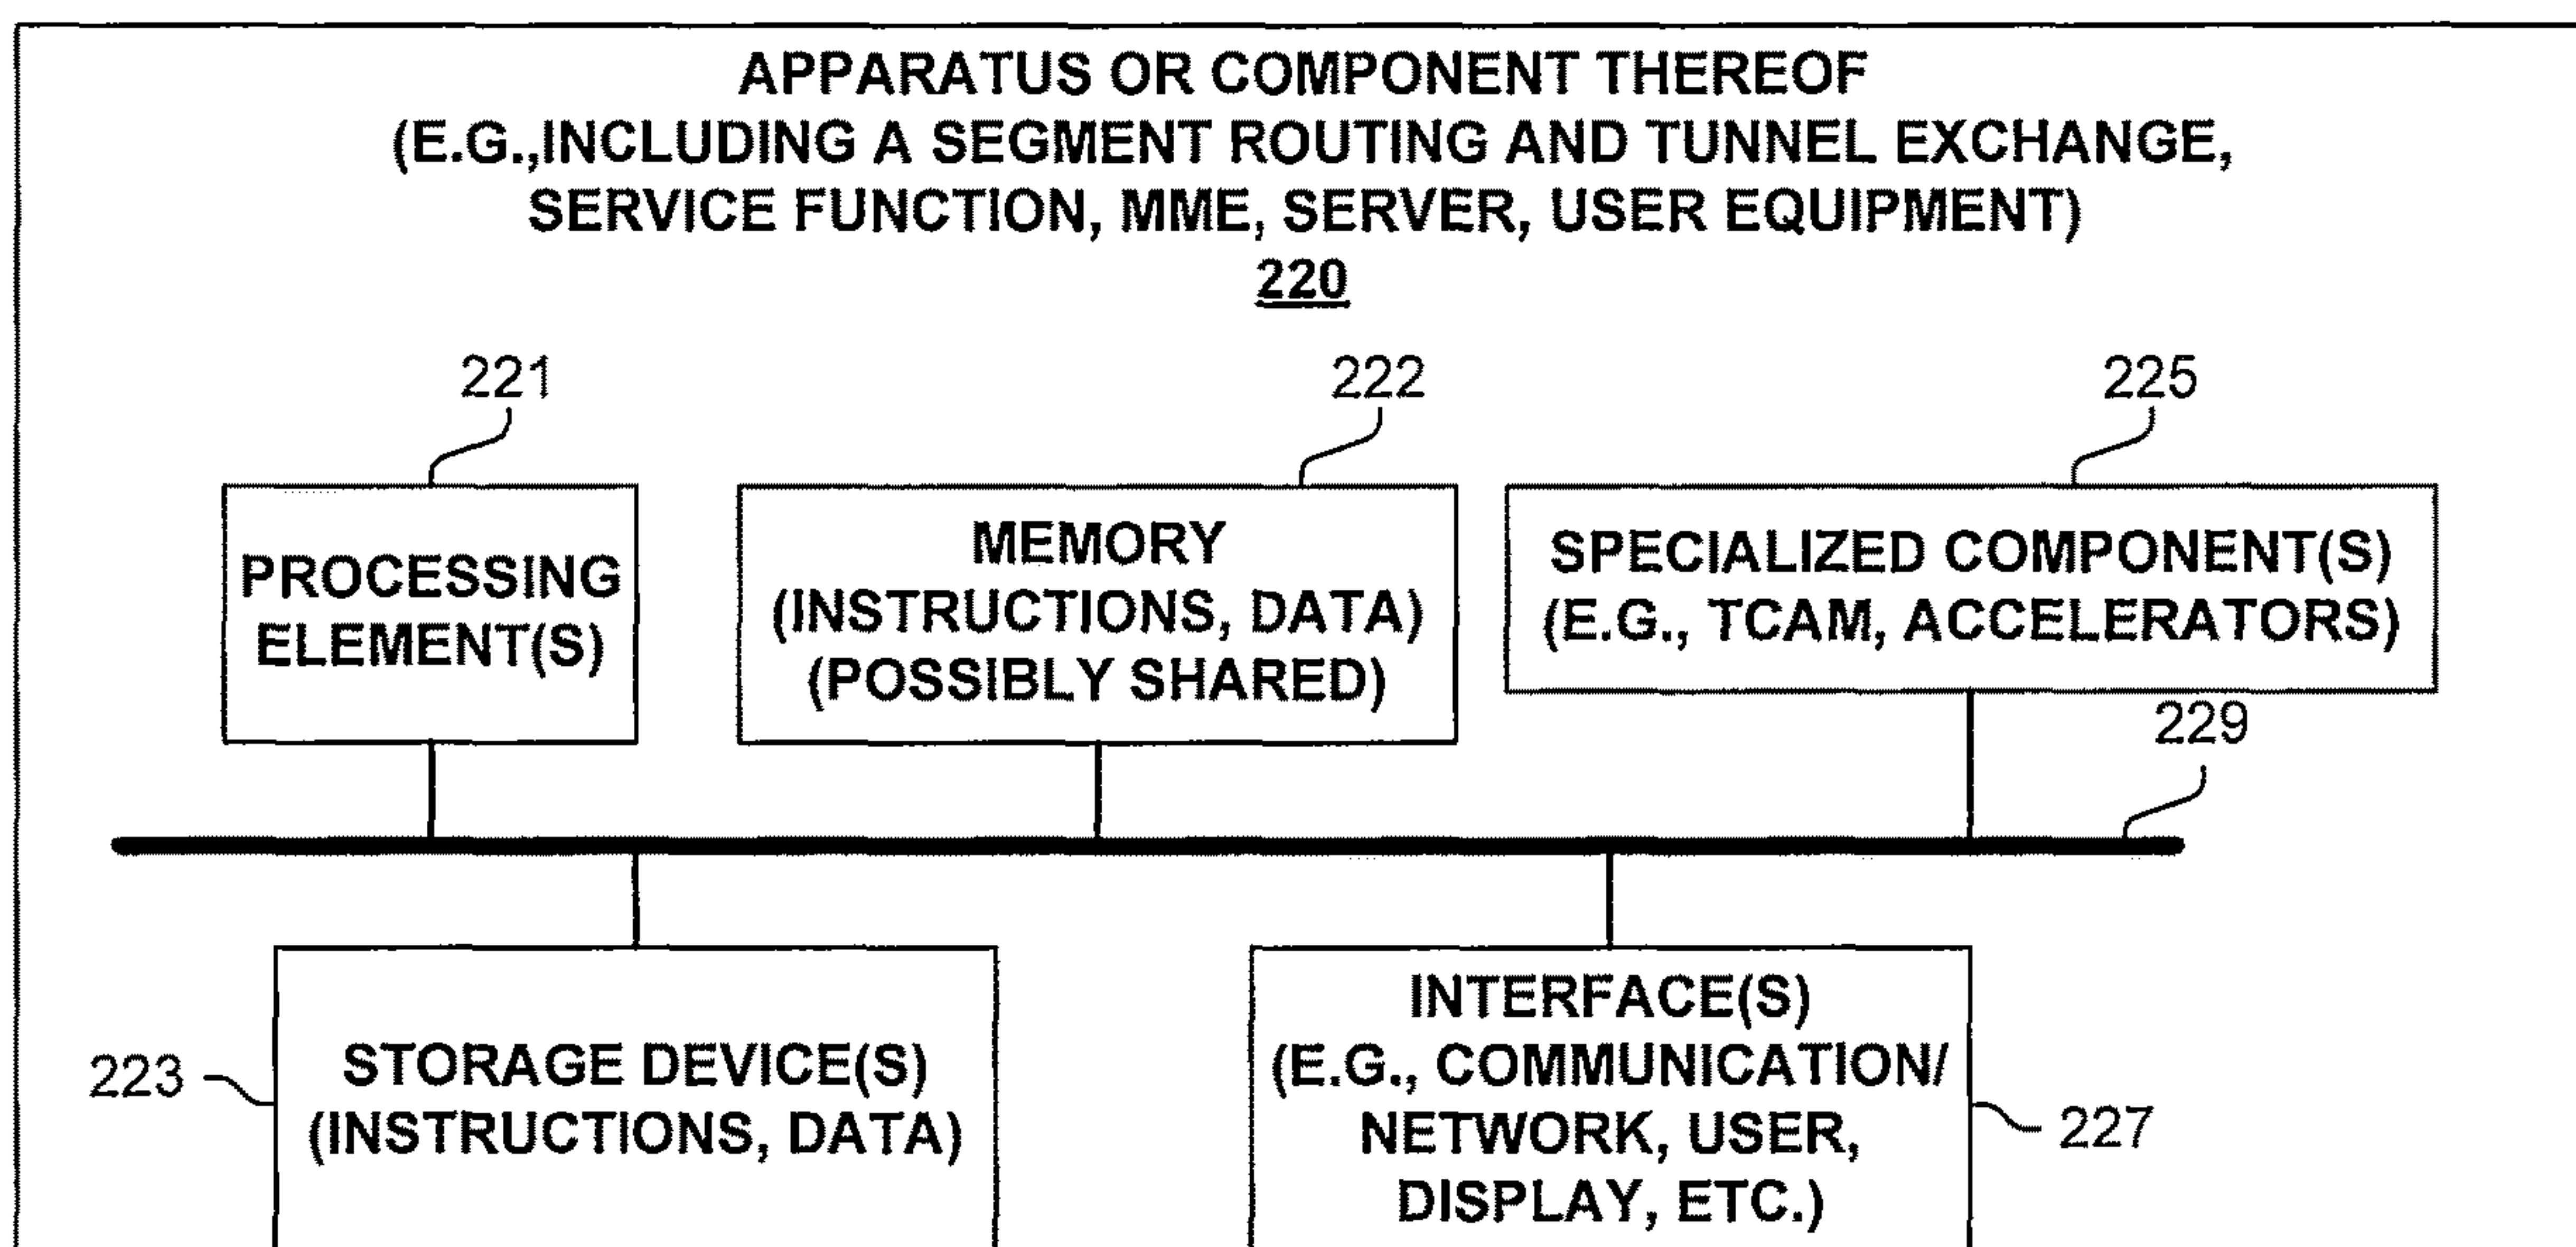 APPARATUS OR COMPONENT THEREOF
(E.G.,INCLUDING A SEGMENT ROUTING AND TUNNEL EXCHANGE,
SERVICE FUNCTION, MME, SERVER, USER EQUIPMENT)
220
221
222
225
PROCESSING
ELEMENT(S)
MEMORY
(INSTRUCTIONS, DATA)
(POSSIBLY SHARED)
SPECIALIZED COMPONENT(S)
(E.G., TCAM, ACCELERATORS)
229
223
STORAGE DEVICE(S)
(INSTRUCTIONS, DATA)
INTERFACE(S)
(E.G., COMMUNICATION/
NETWORK, USER,
DISPLAY, ETC.)
227